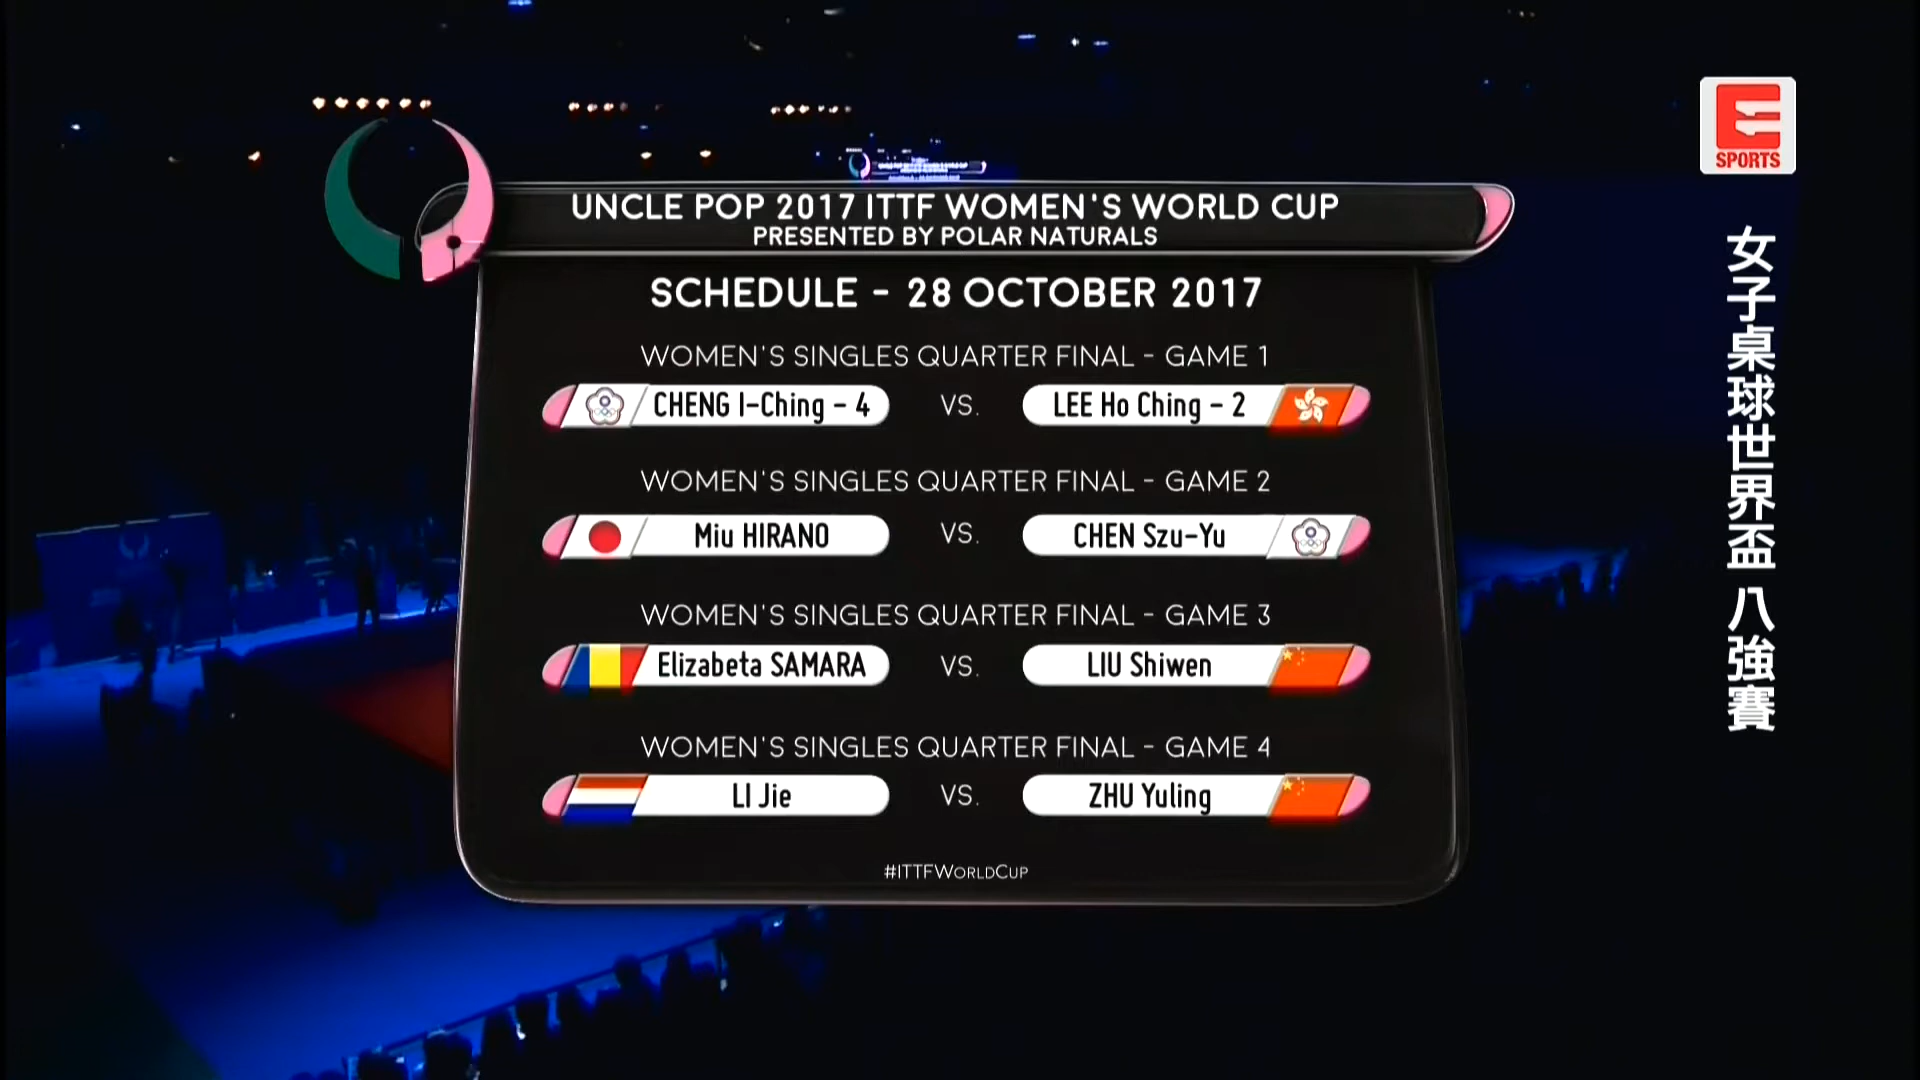 UNCLE POP 2017 ITTF WOMEN'S WORLD CUP
PRESENTED BY POLAR NATURALS
SCHEDULE - 28 OCTOBER 2017
WOMEN'S SINGLES QUARTER FINAL - GAME 1
CHENG I-Ching - 4 VS. LEE Ho Ching - 2
WOMEN'S SINGLES QUARTER FINAL - GAME 2
Miu HIRANO VS. CHEN Szu-Yu
WOMEN'S SINGLES QUARTER FINAL - GAME 3
Elizabeta SAMARA VS. LIU Shiwen
WOMEN'S SINGLES QUARTER FINAL - GAME 4
LI Jie VS. ZHU Yuling
#ITTFWORLDCUP
SPORTS
女子桌球世界盃 八強賽